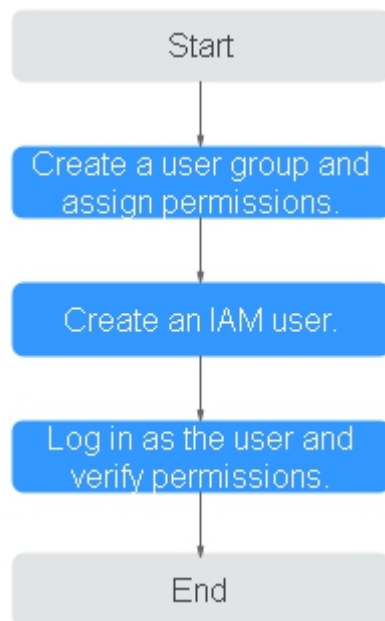 Start
Create a user group and
assign permissions.
Create an IAM user.
Log in as the user and
verify permissions.
End